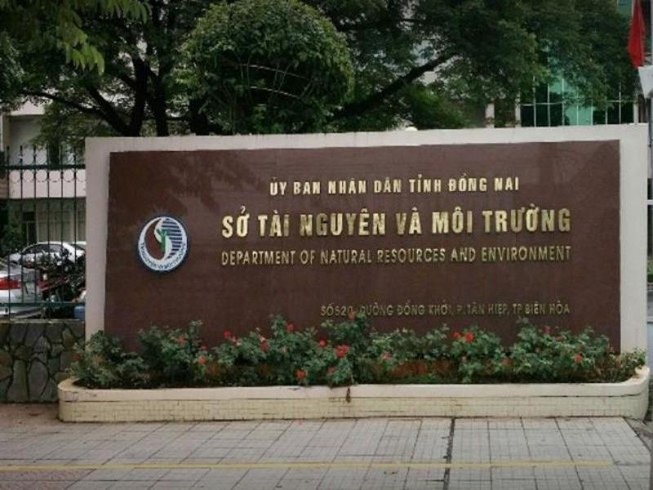 ỦY BAN NHÂN DÂN TỈNH ĐỒNG NAI
SỞ TÀI NGUYÊN VÀ MÔI TRƯỜNG
DEPARTMENT OF NATURAL RESOURCES AND ENVIRONMENT
SỐ 520, ĐƯỜNG ĐỒNG KHỞI, P. TÂN HIỆP, TP BIÊN HÒA